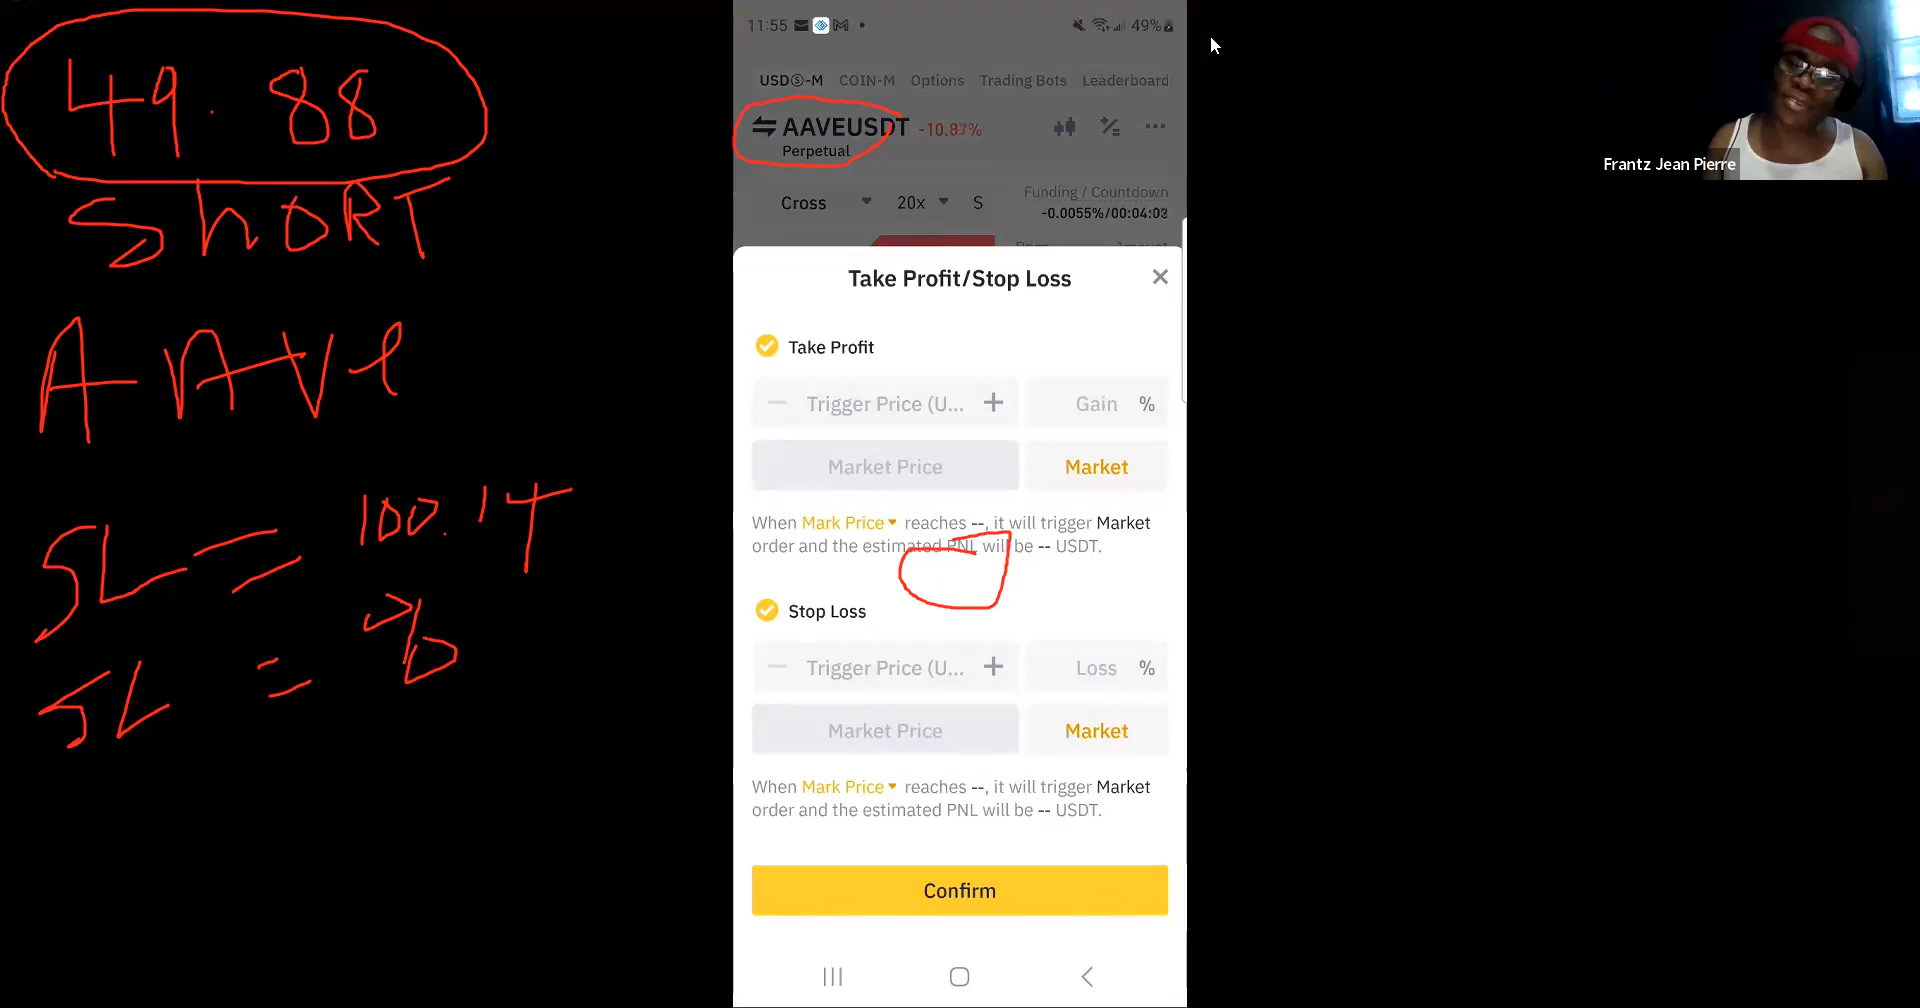 49.88
SHORT
AAVE
SL = 100.14
SL = %
11:55
49%
USDⓈ-M COIN-M Options Trading Bots Leaderboard
AAVEUSDT -10.87%
Perpetual
Cross 20x S
Funding / Countdown
-0.0055%/00:04:02
Take Profit/Stop Loss
Take Profit
Trigger Price (U... Gain %
Market Price Market
When Mark Price reaches --, it will trigger Market
order and the estimated PNL will be -- USDT.
Stop Loss
Trigger Price (U... Loss %
Market Price Market
When Mark Price reaches --, it will trigger Market
order and the estimated PNL will be -- USDT.
Confirm
Frantz Jean Pierre